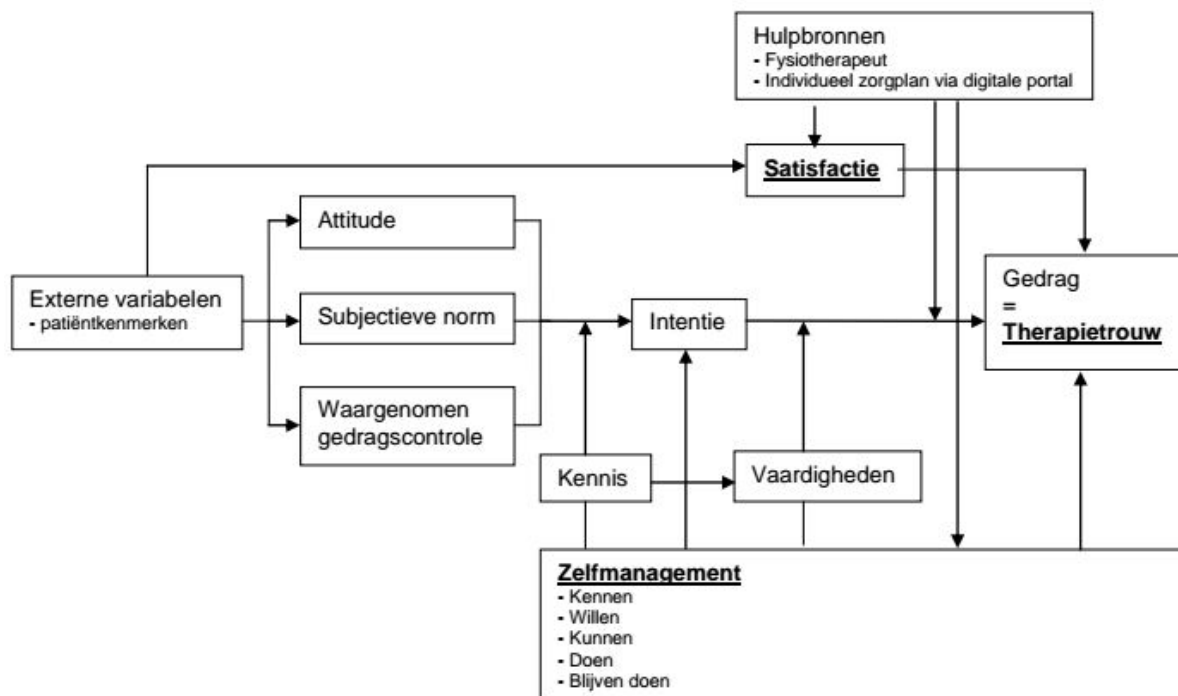 Hulpbronnen
- Fysiotherapeut
- Individueel zorgplan via digitale portal
Satisfactie
Attitude
Externe variabelen
- patiëntkenmerken
Subjectieve norm
Intentie
Gedrag
=
Therapietrouw
Waargenomen
gedragscontrole
Kennis
Vaardigheden
Zelfmanagement
- Kennen
- Willen
- Kunnen
- Doen
- Blijven doen